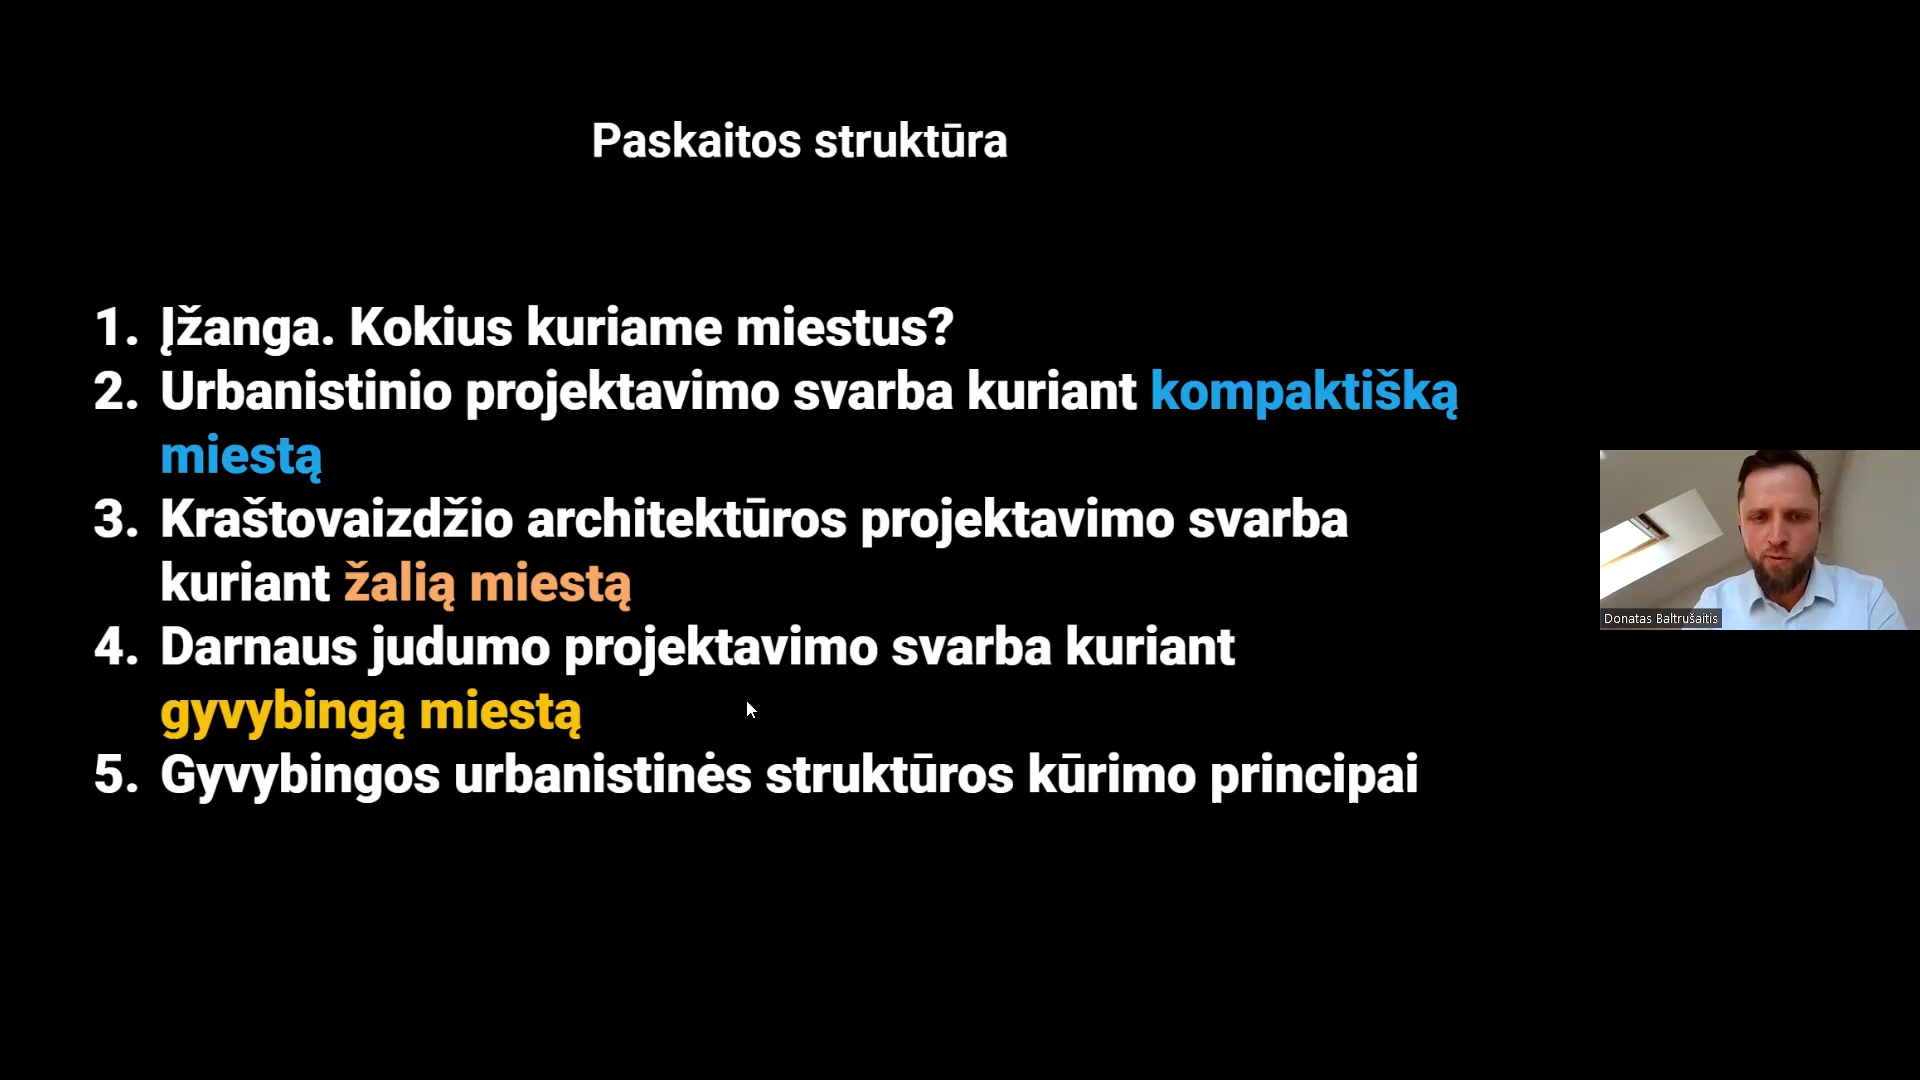 Paskaitos struktūra
1. Įžanga. Kokius kuriame miestus?
2. Urbanistinio projektavimo svarba kuriant kompaktišką
miestą
3. Kraštovaizdžio architektūros projektavimo svarba
kuriant žalią miestą
4. Darnaus judumo projektavimo svarba kuriant
gyvybingą miestą
5. Gyvybingos urbanistinės struktūros kūrimo principai
Donatas Baltrušaitis